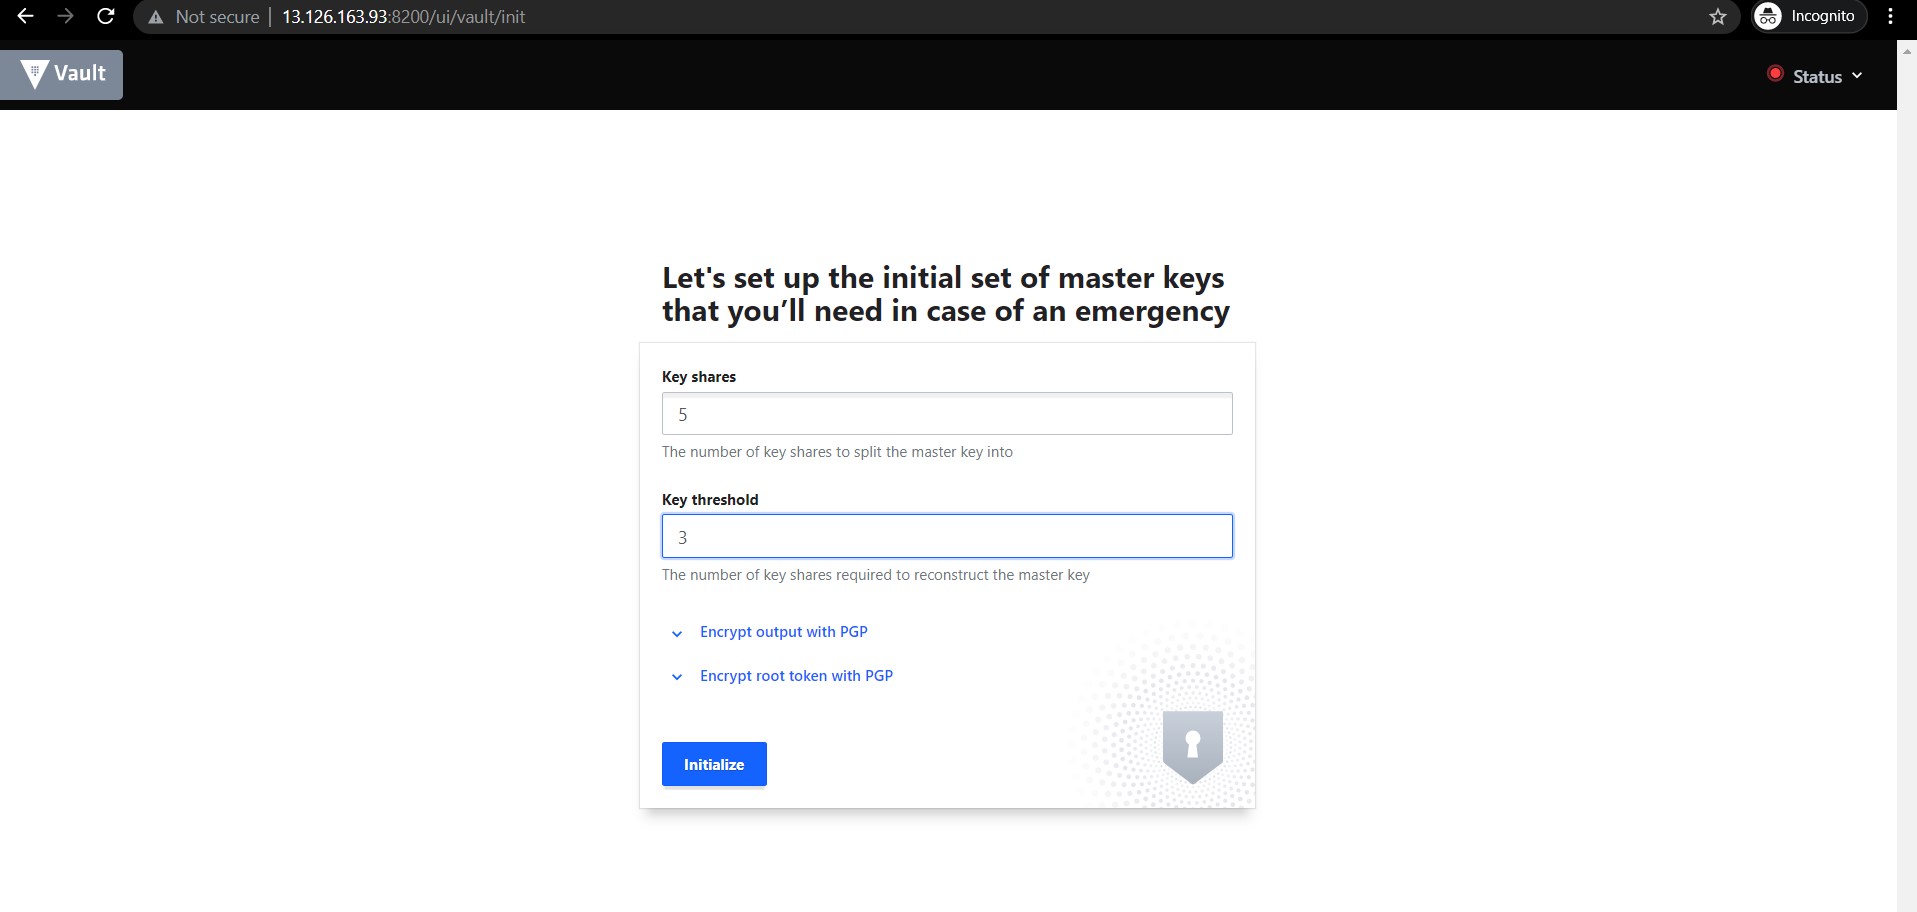 Not secure | 13.126.163.93:8200/ui/vault/init
Incognito
Vault
Status
Let's set up the initial set of master keys
that you’ll need in case of an emergency
Key shares
5
The number of key shares to split the master key into
Key threshold
3
The number of key shares required to reconstruct the master key
Encrypt output with PGP
Encrypt root token with PGP
Initialize